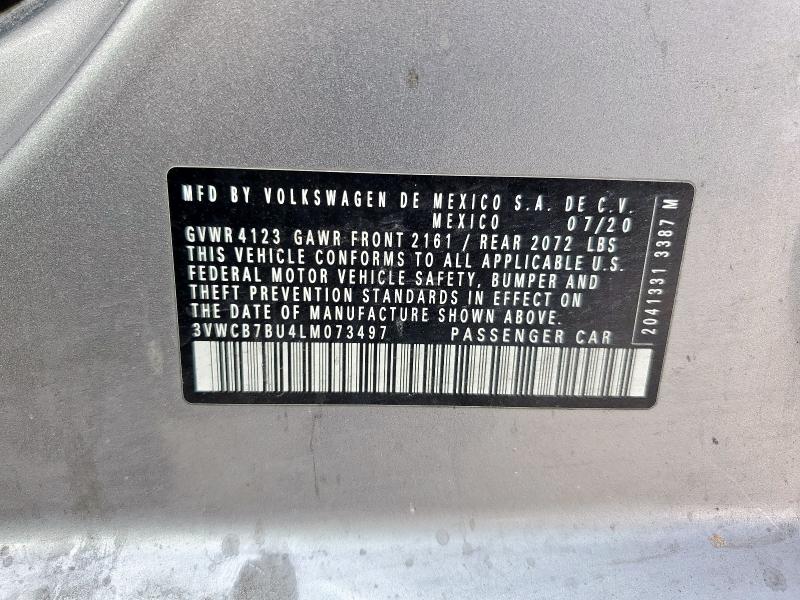 MFD BY VOLKSWAGEN DE MEXICO S.A. DE C.V.
MEXICO 07/20
GVWR 4123 GAWR FRONT 2161 / REAR 2072 LBS
THIS VEHICLE CONFORMS TO ALL APPLICABLE U.S.
FEDERAL MOTOR VEHICLE SAFETY, BUMPER AND
THEFT PREVENTION STANDARDS IN EFFECT ON
THE DATE OF MANUFACTURE SHOWN ABOVE.
3VWCB7BU4LM073497 PASSENGER CAR
2041331 3387 M